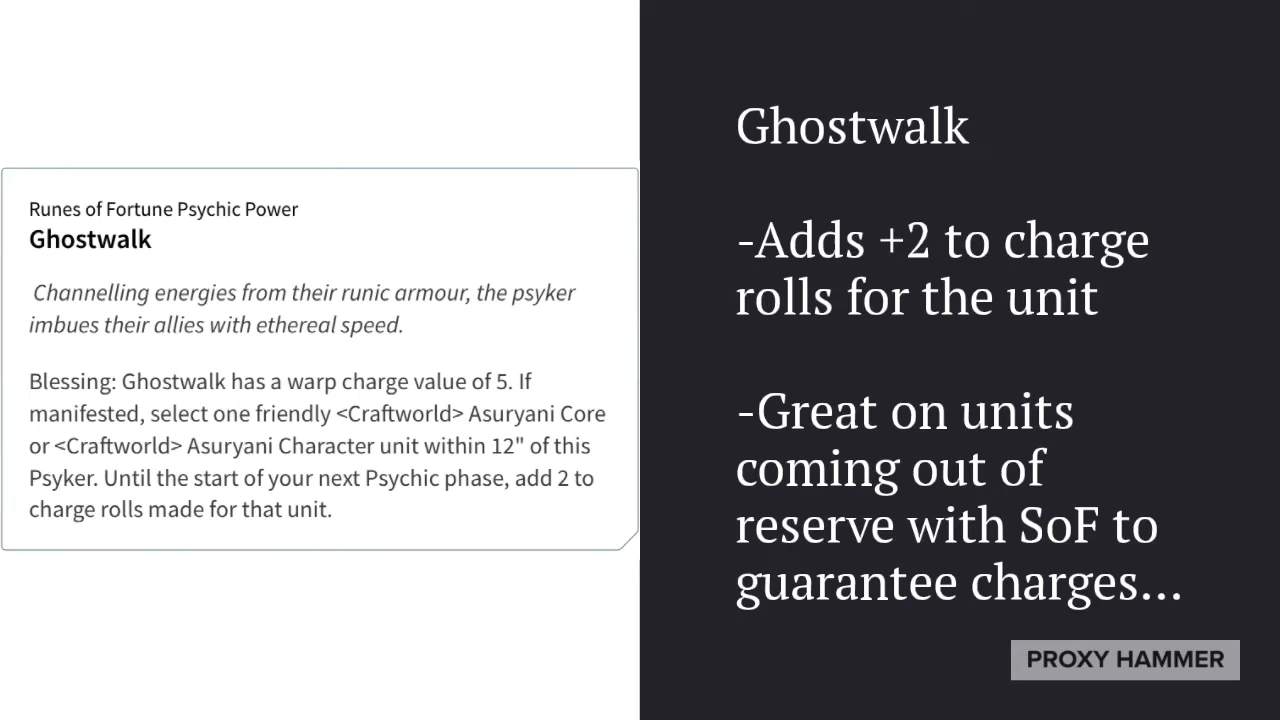 Runes of Fortune Psychic Power
Ghostwalk
Channelling energies from their runic armour, the psyker
imbues their allies with ethereal speed.
Blessing: Ghostwalk has a warp charge value of 5. If
manifested, select one friendly <Craftworld> Asuryani Core
or <Craftworld> Asuryani Character unit within 12" of this
Psyker. Until the start of your next Psychic phase, add 2 to
charge rolls made for that unit.
Ghostwalk
-Adds +2 to charge
rolls for the unit
-Great on units
coming out of
reserve with SoF to
guarantee charges...
PROXY HAMMER